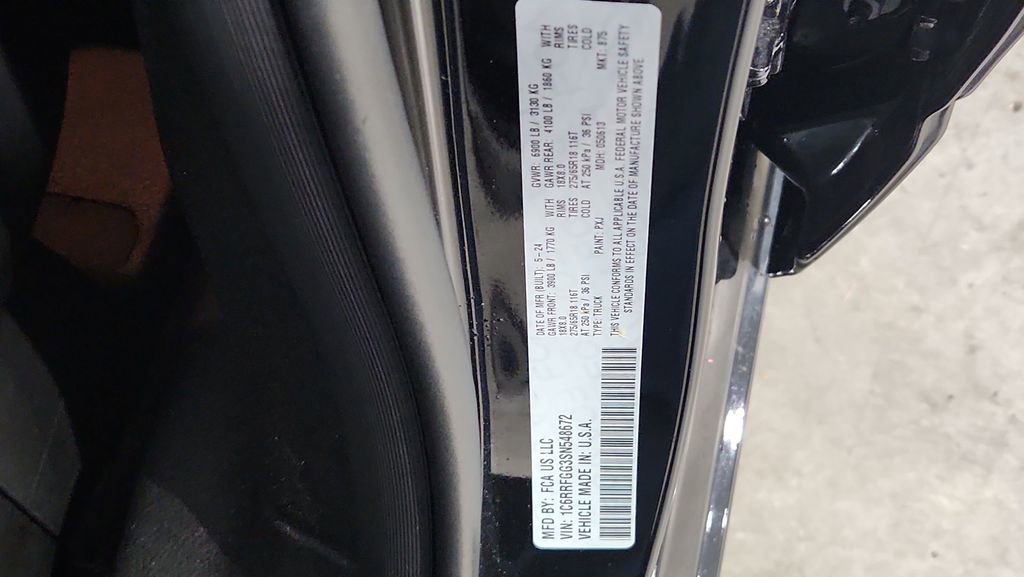 MFD BY: FCA US LLC
VIN: 1C6RRFGG3SN548672
VEHICLE MADE IN: U.S.A.
DATE OF MFR (BUILT): 5-24
GVWR: 6900 LB / 3130 KG
GAWR FRONT: 3900 LB / 1770 KG WITH
GAWR REAR: 4100 LB / 1860 KG WITH
18X8.0 RIMS
18X8.0 RIMS
275/65R18 116T TIRES
275/65R18 116T TIRES
AT 250 kPa / 36 PSI COLD
AT 250 kPa / 36 PSI COLD
TYPE: TRUCK PAINT: PXJ MDH: 050613 MKT: 875
THIS VEHICLE CONFORMS TO ALL APPLICABLE U.S.A. FEDERAL MOTOR VEHICLE SAFETY
STANDARDS IN EFFECT ON THE DATE OF MANUFACTURE SHOWN ABOVE.